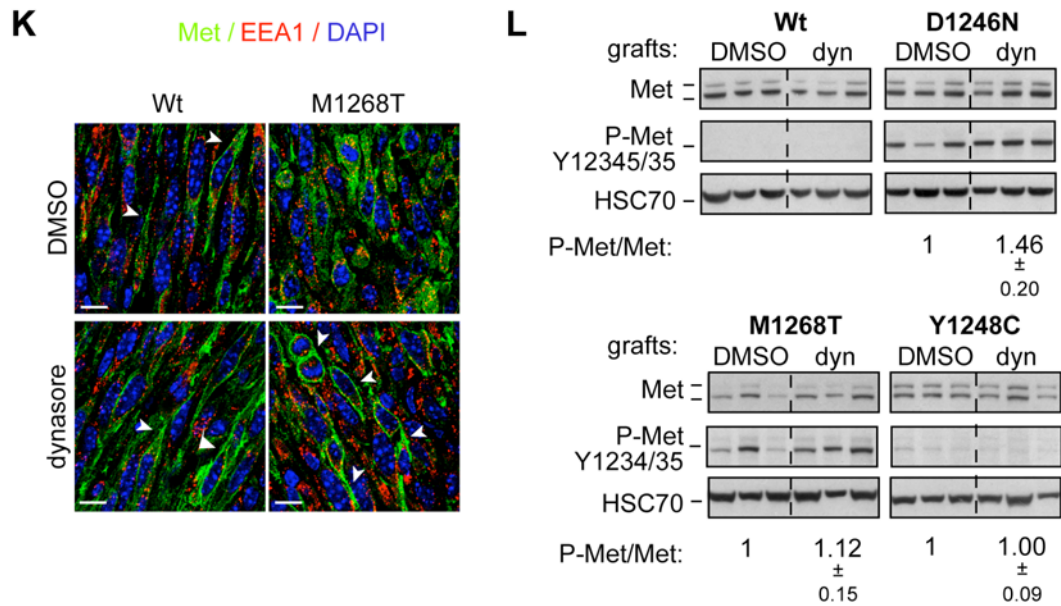 K
Met / EEA1 / DAPI
Wt M1268T
DMSO
dynasore
L
Wt D1246N
grafts: DMSO dyn DMSO dyn
Met
P-Met
Y12345/35
HSC70
P-Met/Met: 1 1.46
±
0.20
M1268T Y1248C
grafts: DMSO dyn DMSO dyn
Met
P-Met
Y1234/35
HSC70
P-Met/Met: 1 1.12 1 1.00
± ±
0.15 0.09